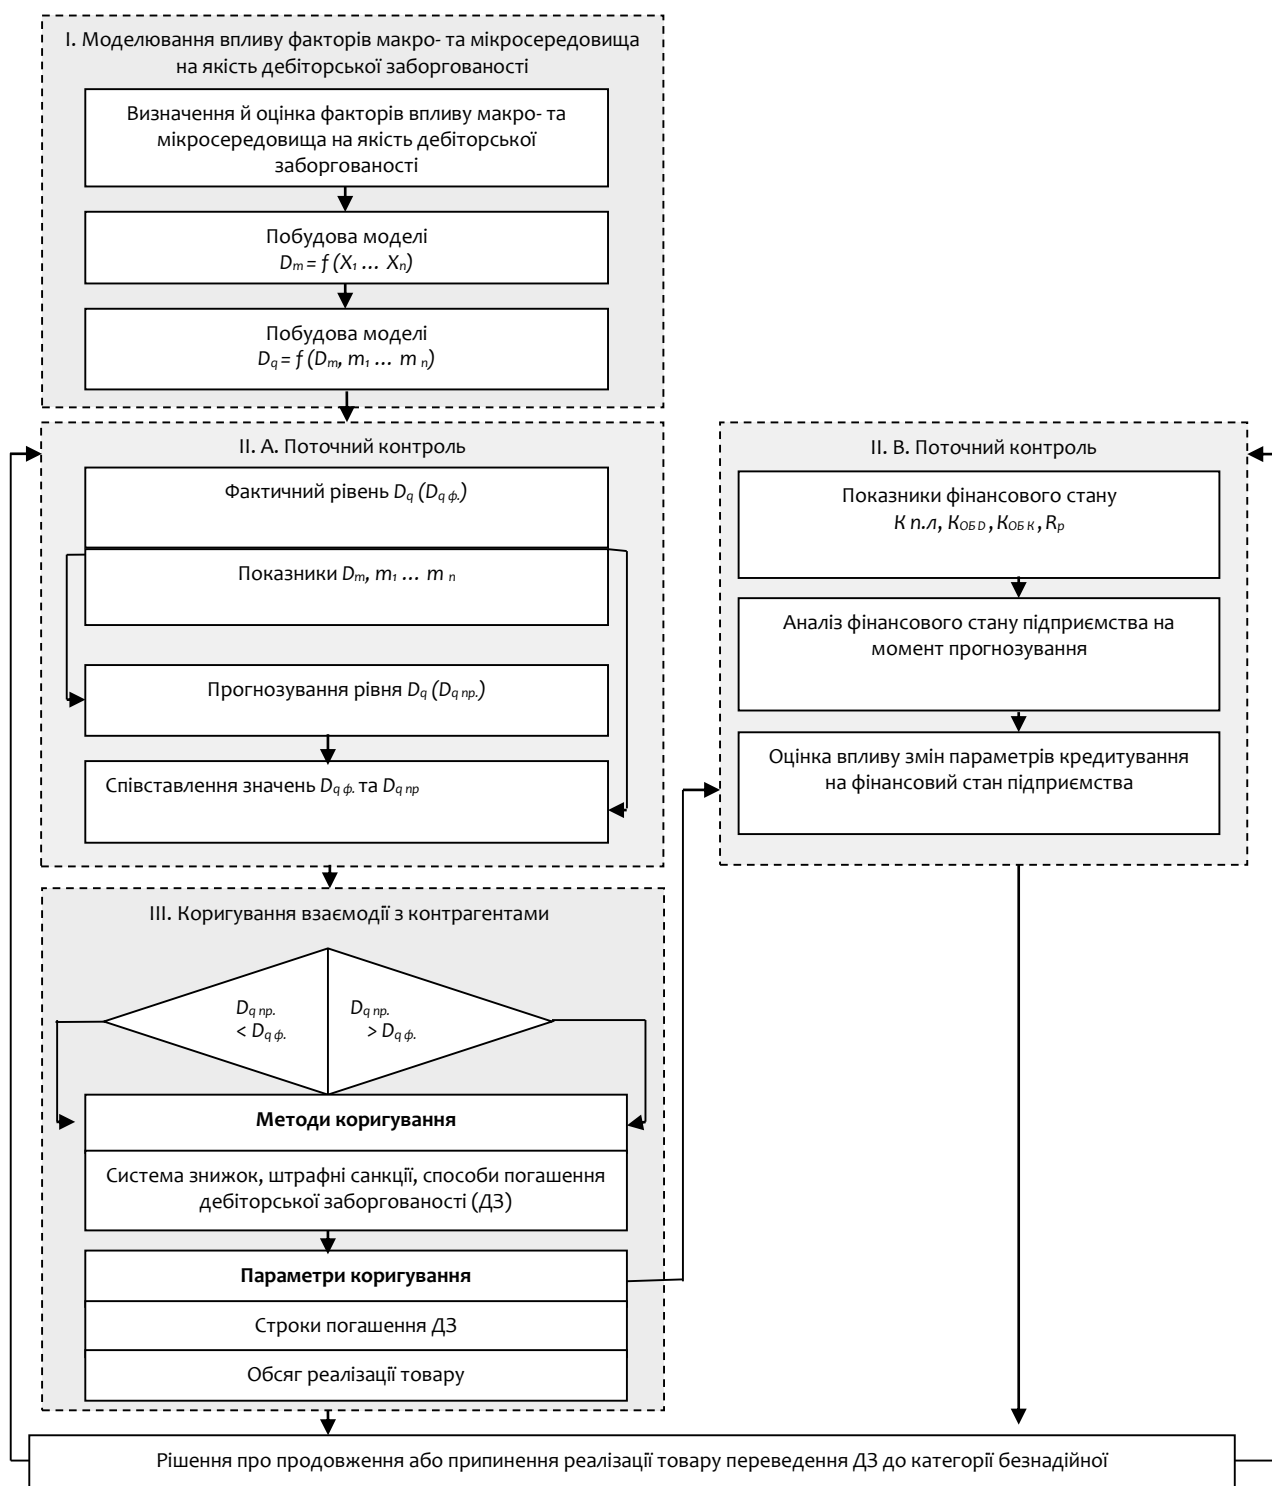 I. Моделювання впливу факторів макро- та мікросередовища
на якість дебіторської заборгованості
Визначення й оцінка факторів впливу макро- та
мікросередовища на якість дебіторської
заборгованості
Побудова моделі
Dm = f (X1 ... Xn)
Побудова моделі
Dq = f (Dm, m1 ... m n)
II. А. Поточний контроль
Фактичний рівень Dq (Dq ф.)
Показники Dm, m1 ... m n
Прогнозування рівня Dq (Dq пр.)
Співставлення значень Dq ф. та Dq пр
II. В. Поточний контроль
Показники фінансового стану
К п.л, КОБ D , КОБ К , Rр
Аналіз фінансового стану підприємства на
момент прогнозування
Оцінка впливу змін параметрів кредитування
на фінансовий стан підприємства
III. Коригування взаємодії з контрагентами
Dq пр.
< Dq ф.
Dq пр.
> Dq ф.
Методи коригування
Система знижок, штрафні санкції, способи погашення
дебіторської заборгованості (ДЗ)
Параметри коригування
Строки погашення ДЗ
Обсяг реалізації товару
Рішення про продовження або припинення реалізації товару переведення ДЗ до категорії безнадійної